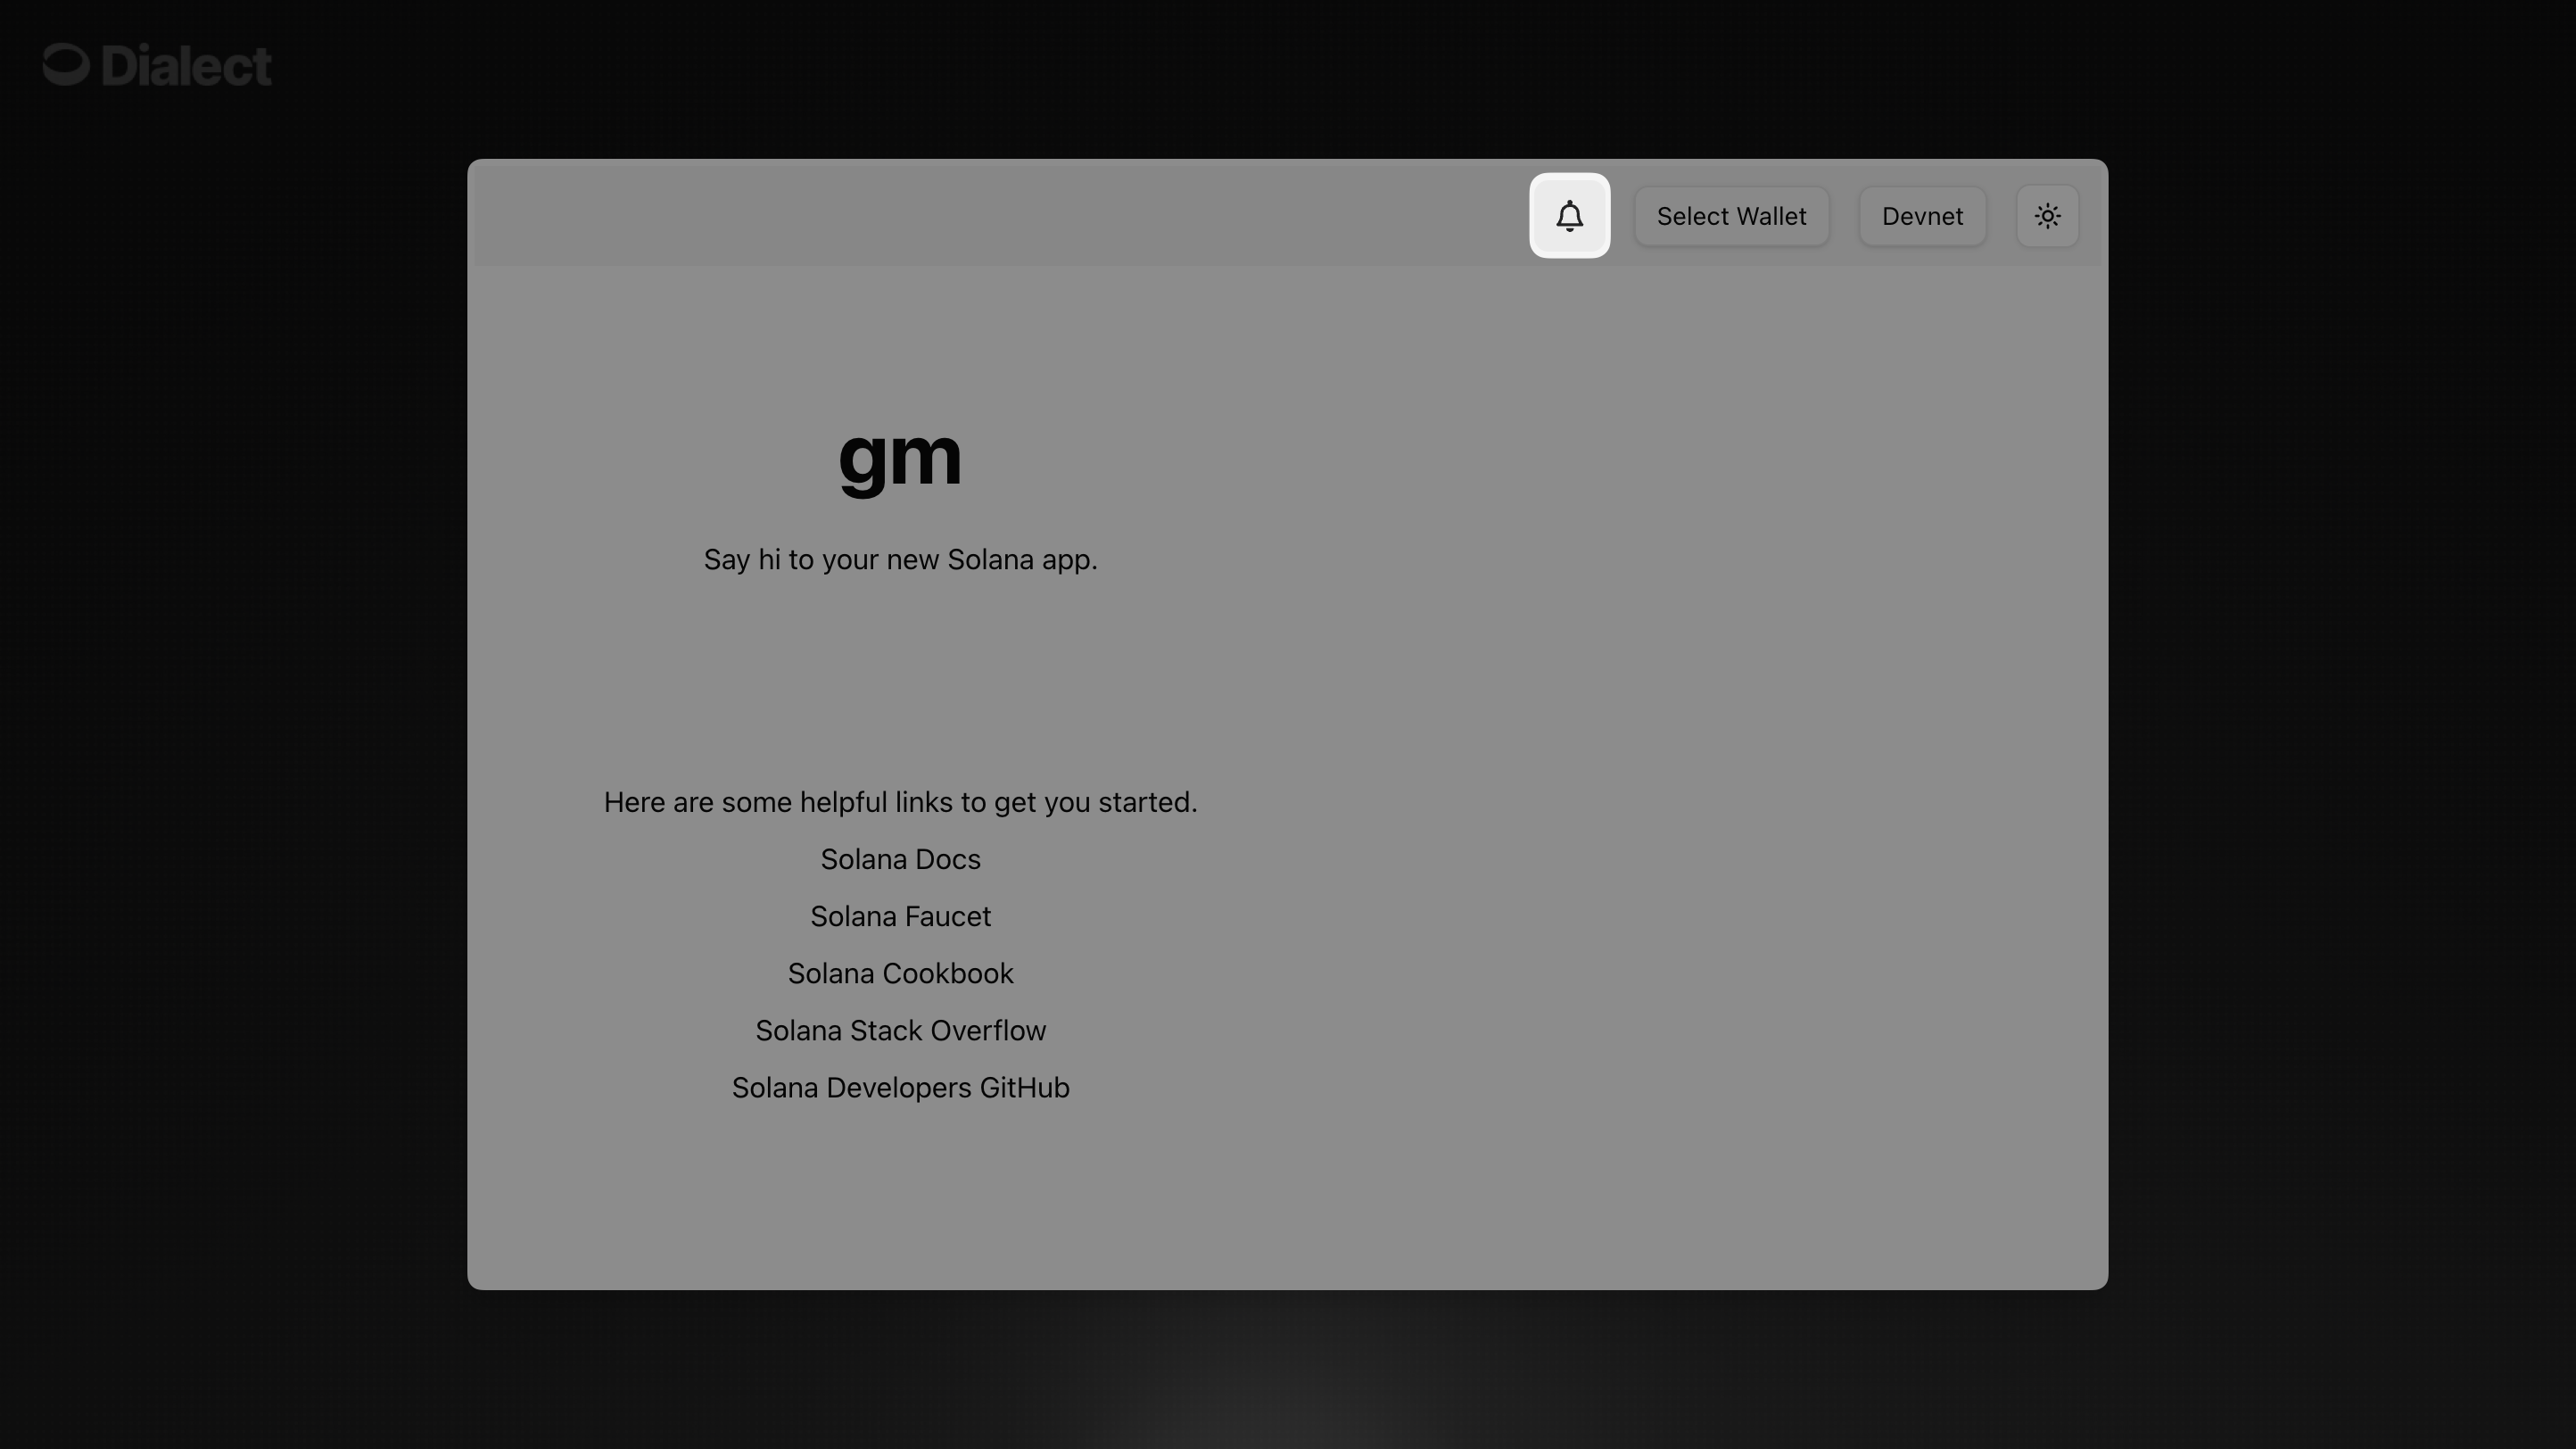 Dialect
Select Wallet
Devnet
gm
Say hi to your new Solana app.
Here are some helpful links to get you started.
Solana Docs
Solana Faucet
Solana Cookbook
Solana Stack Overflow
Solana Developers GitHub